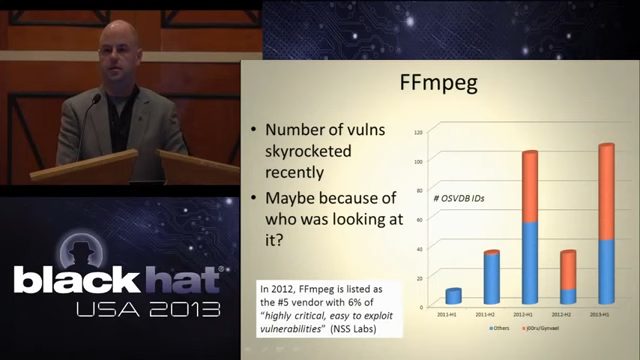 FFmpeg
• Number of vulns
skyrocketed
recently
• Maybe because of
who was looking at
it?
In 2012, FFmpeg is listed as
the #5 vendor with 6% of
“highly critical, easy to exploit
vulnerabilities” (NSS Labs)
# OSVDB IDs
120
100
80
60
40
20
0
2011-H1 2011-H2 2012-H1 2012-H2 2013-H1
Others j00ru/Gynvael
black hat
USA 2013